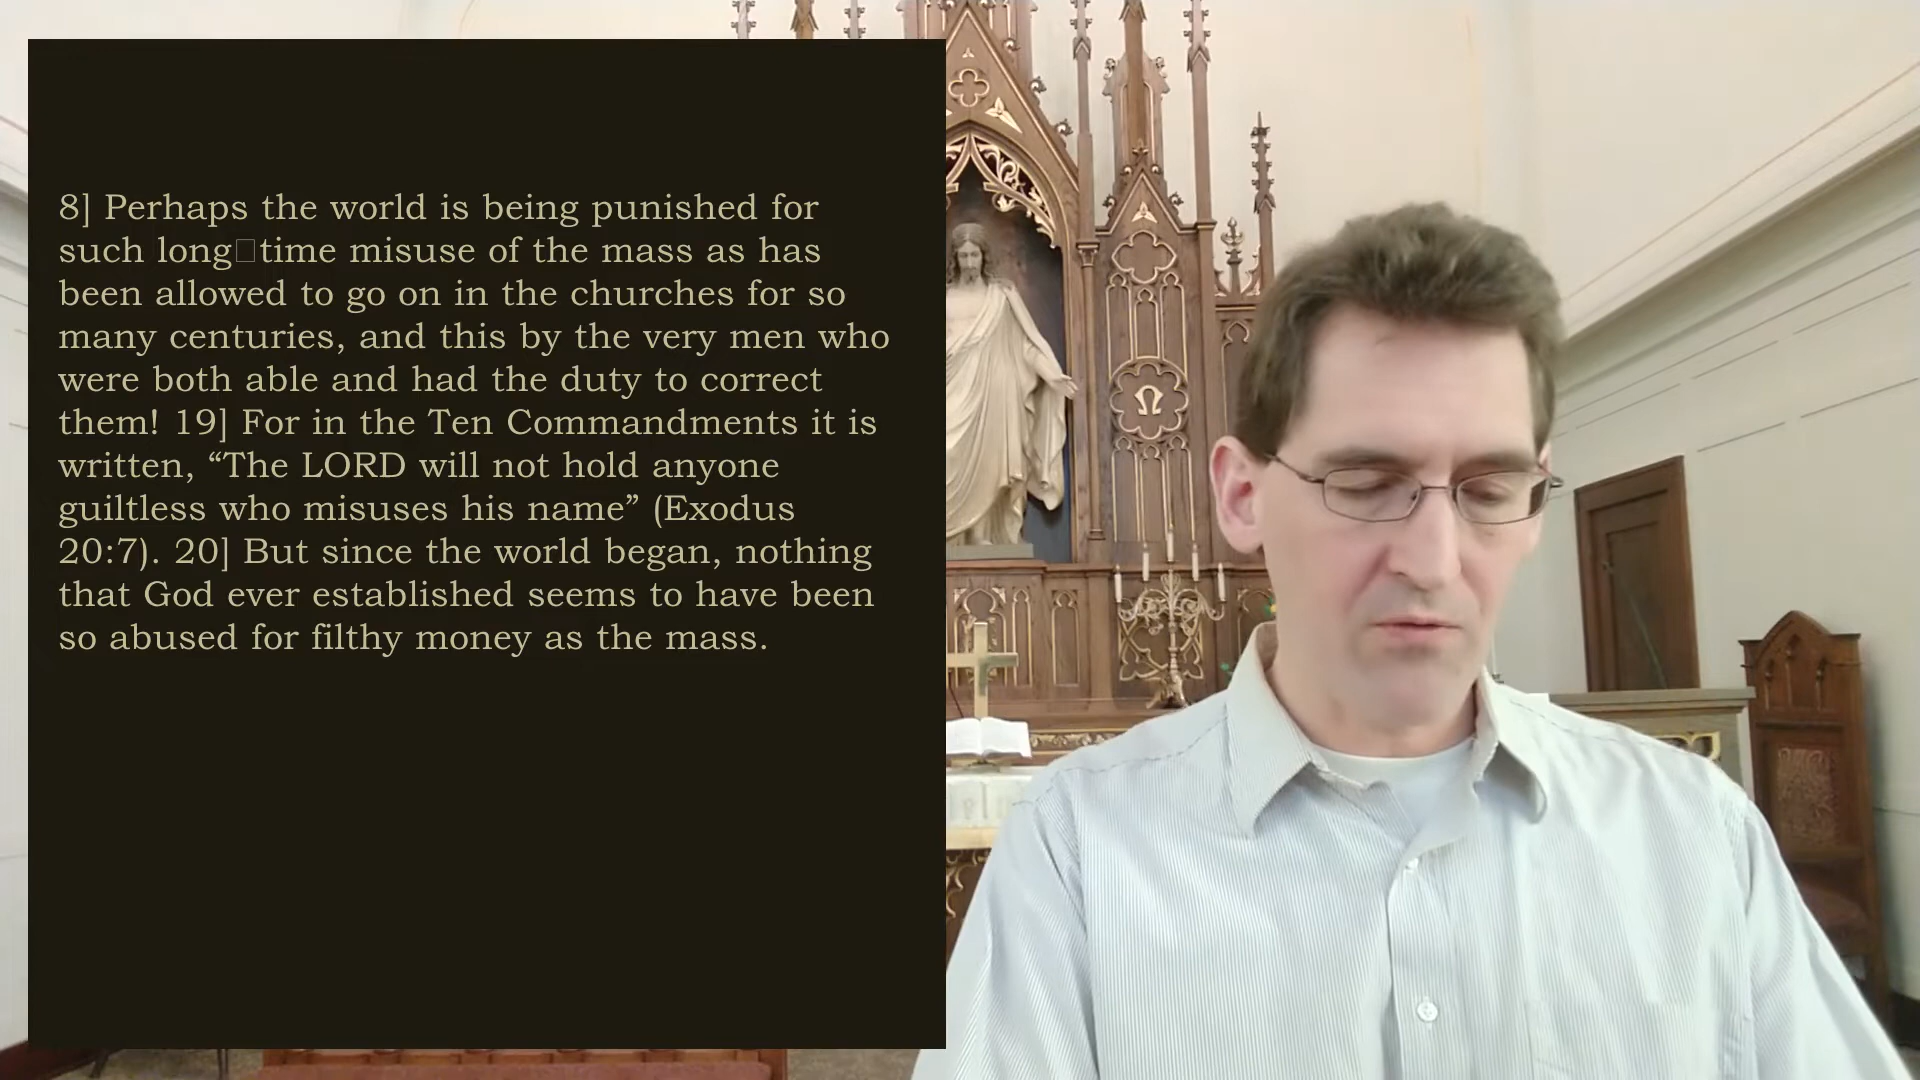 8] Perhaps the world is being punished for
such long□time misuse of the mass as has
been allowed to go on in the churches for so
many centuries, and this by the very men who
were both able and had the duty to correct
them! 19] For in the Ten Commandments it is
written, “The LORD will not hold anyone
guiltless who misuses his name” (Exodus
20:7). 20] But since the world began, nothing
that God ever established seems to have been
so abused for filthy money as the mass.
Ω